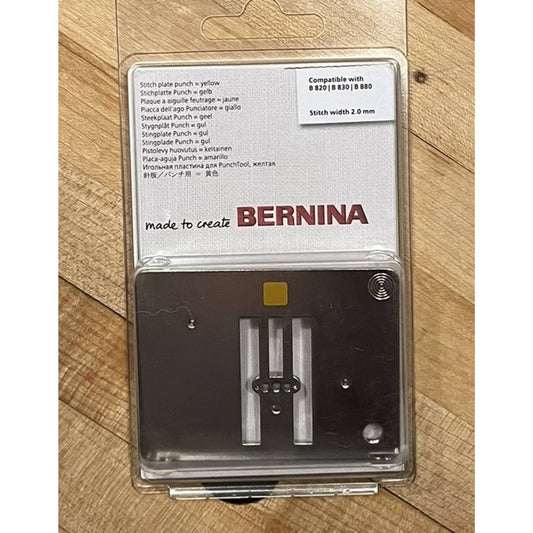 Stitch plate punch = yellow
Stichplatte Punch = gelb
Plaque a aiguille feutrage = jaune
Placca dell'ago Punciatore = giallo
Steekplaat Punch = geel
Stygnplåt Punch = gul
Stingplate Punch = gul
Stingplade Punch = gul
Pistolevy huovutus = keltainen
Placa-aguja Punch = amarillo
Игольная пластина для PunchTool, желтая
針板／パンチ用 ＝ 黄色
Compatible with
B 820 | B 830 | B 880
Stitch width 2.0 mm
made to create BERNINA